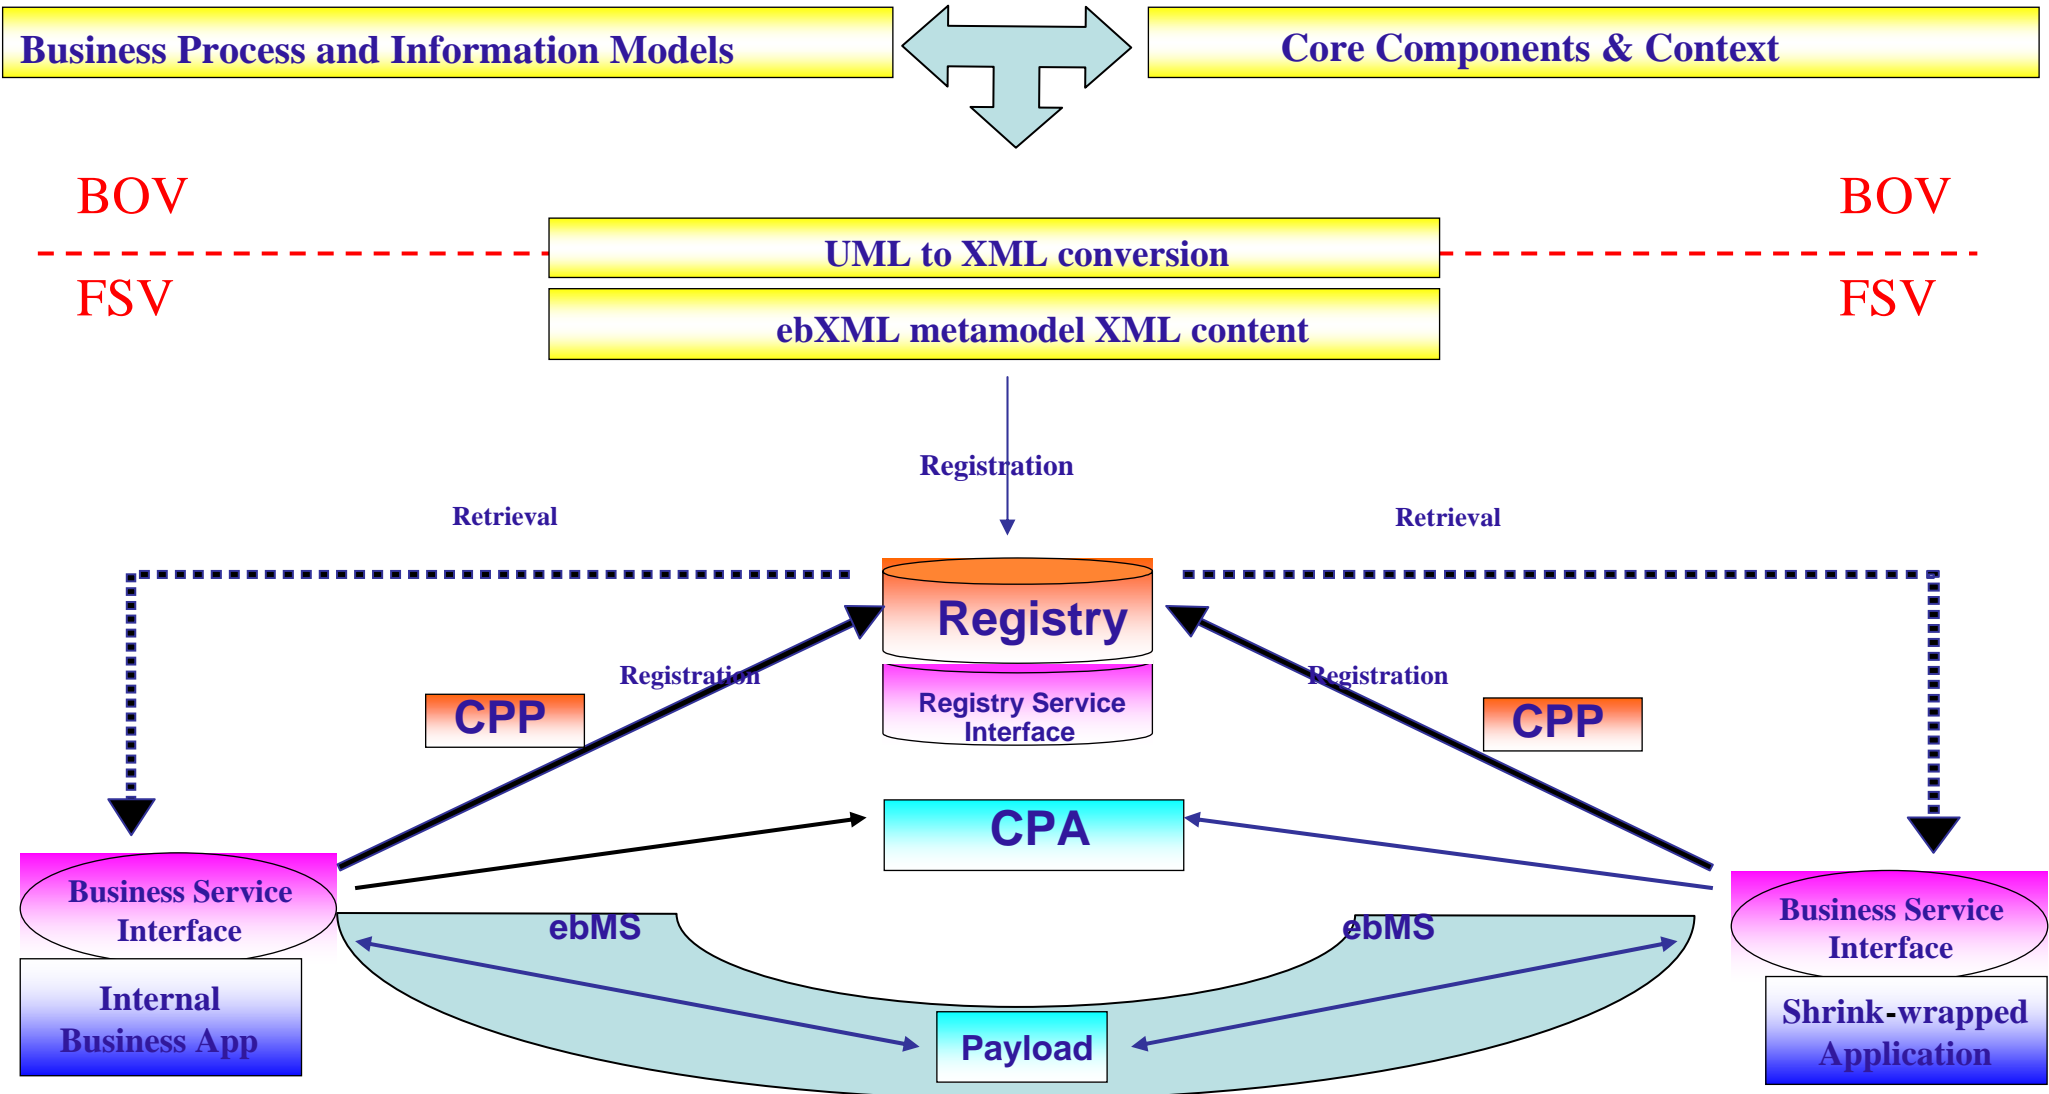 Business Process and Information Models
Core Components & Context
BOV
BOV
UML to XML conversion
FSV
FSV
ebXML metamodel XML content
Registration
Retrieval
Retrieval
Registry
Registration
Registration
Registry Service
Interface
CPP
CPP
CPA
Business Service
Interface
Business Service
Interface
ebMS
ebMS
Internal
Business App
Shrink-wrapped
Application
Payload